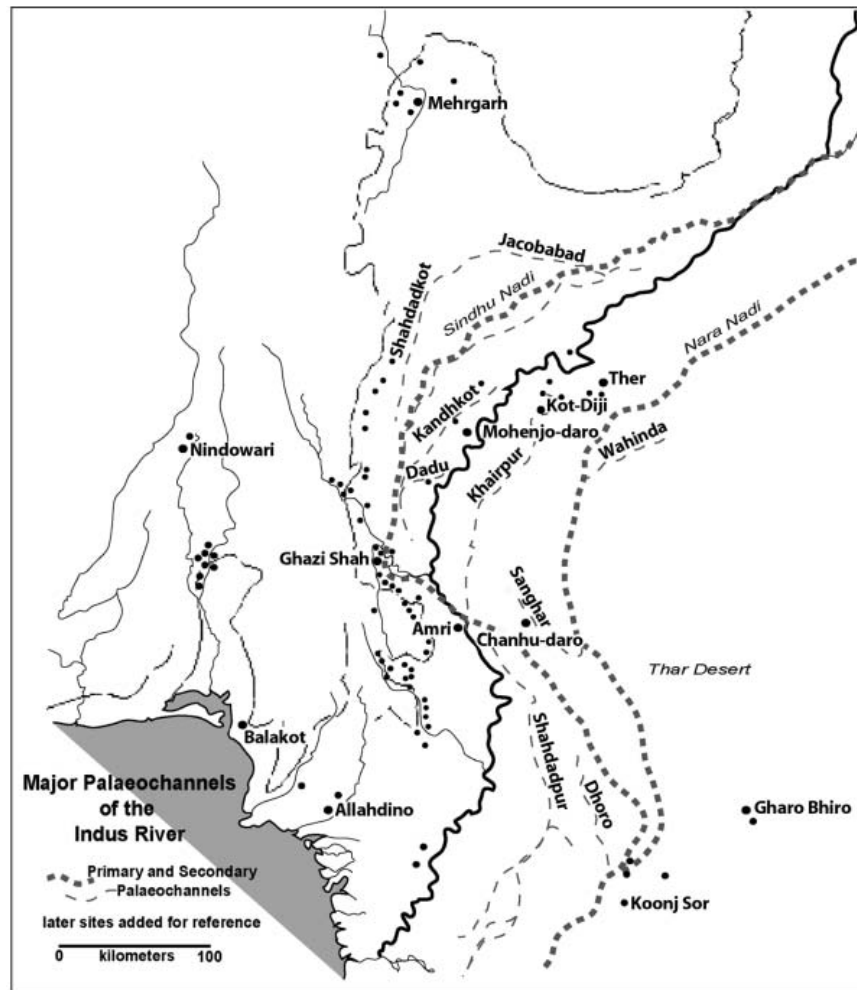 Mehrgarh
Jacobabad
Sindhu Nadi
Shahdadkot
Nara Nadi
Ther
Kandhkot
Kot-Diji
Mohenjo-daro
Nindowari
Wahinda
Dadu
Khairpur
Ghazi Shah
Sanghar
Amri
Chanhu-daro
Thar Desert
Balakot
Shahdadpur
Dhoro
Major Palaeochannels
of the
Indus River
Allahdino
Gharo Bhiro
Primary and Secondary
Palaeochannels
Koonj Sor
later sites added for reference
0 kilometers 100